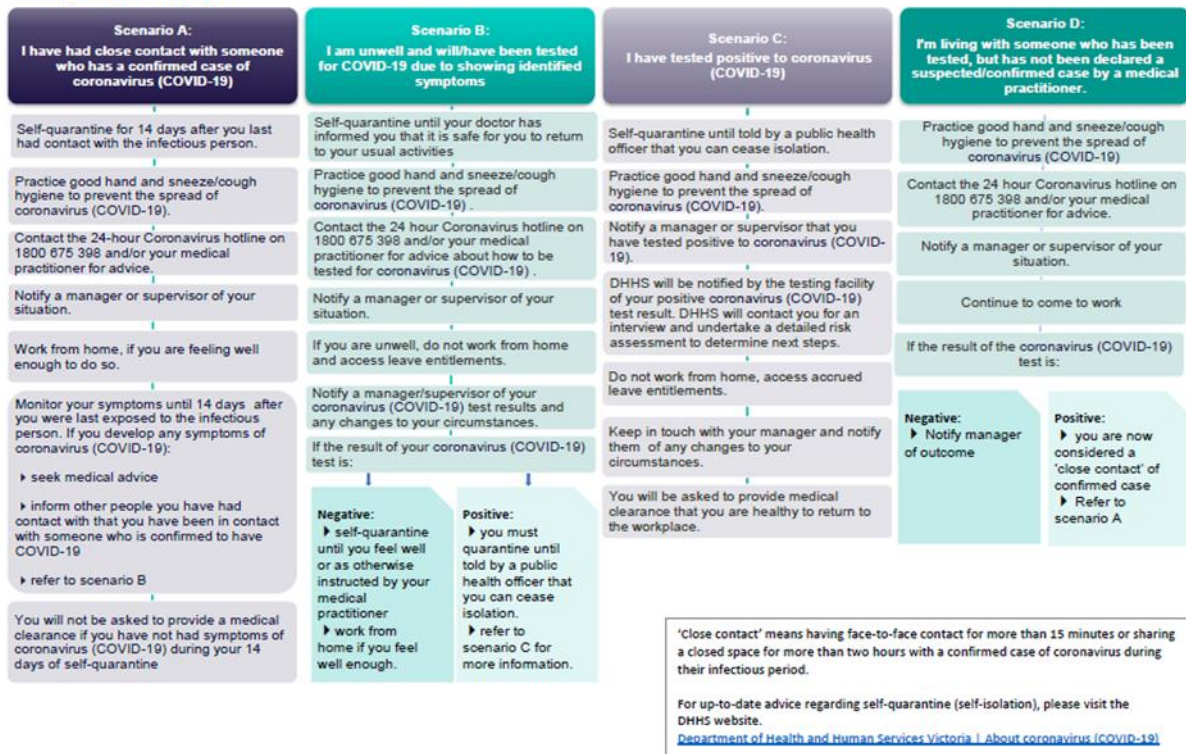 Scenario A:
I have had close contact with someone
who has a confirmed case of
coronavirus (COVID-19)
Self-quarantine for 14 days after you last
had contact with the infectious person.
Practice good hand and sneeze/cough
hygiene to prevent the spread of
coronavirus (COVID-19).
Contact the 24-hour Coronavirus hotline on
1800 675 398 and/or your medical
practitioner for advice.
Notify a manager or supervisor of your
situation.
Work from home, if you are feeling well
enough to do so.
Monitor your symptoms until 14 days after
you were last exposed to the infectious
person. If you develop any symptoms of
coronavirus (COVID-19):
▸ seek medical advice
▸ inform other people you have had
contact with that you have been in contact
with someone who is confirmed to have
COVID-19
▸ refer to scenario B
You will not be asked to provide a medical
clearance if you have not had symptoms of
coronavirus (COVID-19) during your 14
days of self-quarantine
Scenario B:
I am unwell and will/have been tested
for COVID-19 due to showing identified
symptoms
Self-quarantine until your doctor has
informed you that it is safe for you to return
to your usual activities
Practice good hand and sneeze/cough
hygiene to prevent the spread of
coronavirus (COVID-19) .
Contact the 24 hour Coronavirus hotline on
1800 675 398 and/or your medical
practitioner for advice about how to be
tested for coronavirus (COVID-19) .
Notify a manager or supervisor of your
situation.
If you are unwell, do not work from home
and access leave entitlements.
Notify a manager/supervisor of your
coronavirus (COVID-19) test results and
any changes to your circumstances.
If the result of your coronavirus (COVID-19)
test is:
Negative:
▸ self-quarantine
until you feel well
or as otherwise
instructed by your
medical
practitioner
▸ work from
home if you feel
well enough.
Positive:
▸ you must
quarantine until
told by a public
health officer that
you can cease
isolation.
▸ refer to
scenario C for
more information.
Scenario C:
I have tested positive to coronavirus
(COVID-19)
Self-quarantine until told by a public health
officer that you can cease isolation.
Practice good hand and sneeze/cough
hygiene to prevent the spread of
coronavirus (COVID-19).
Notify a manager or supervisor that you
have tested positive to coronavirus (COVID-
19).
DHHS will be notified by the testing facility
of your positive coronavirus (COVID-19)
test result. DHHS will contact you for an
interview and undertake a detailed risk
assessment to determine next steps.
Do not work from home, access accrued
leave entitlements.
Keep in touch with your manager and notify
them of any changes to your
circumstances.
You will be asked to provide medical
clearance that you are healthy to return to
the workplace.
Scenario D:
I'm living with someone who has been
tested, but has not been declared a
suspected/confirmed case by a medical
practitioner.
Practice good hand and sneeze/cough
hygiene to prevent the spread of
coronavirus (COVID-19)
Contact the 24 hour Coronavirus hotline on
1800 675 398 and/or your medical
practitioner for advice.
Notify a manager or supervisor of your
situation.
Continue to come to work
If the result of the coronavirus (COVID-19)
test is:
Negative:
▸ Notify manager
of outcome
Positive:
▸ you are now
considered a
'close contact' of
confirmed case
▸ Refer to
scenario A
'Close contact' means having face-to-face contact for more than 15 minutes or sharing
a closed space for more than two hours with a confirmed case of coronavirus during
their infectious period.
For up-to-date advice regarding self-quarantine (self-isolation), please visit the
DHHS website.
Department of Health and Human Services Victoria | About coronavirus (COVID-19)